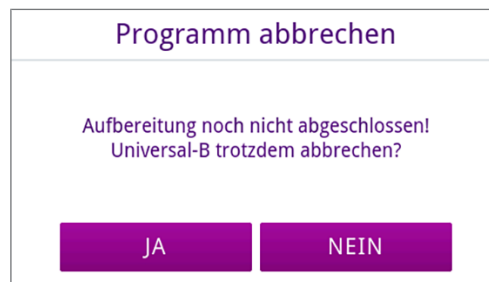 Programm abbrechen
Aufbereitung noch nicht abgeschlossen!
Universal-B trotzdem abbrechen?
JA
NEIN